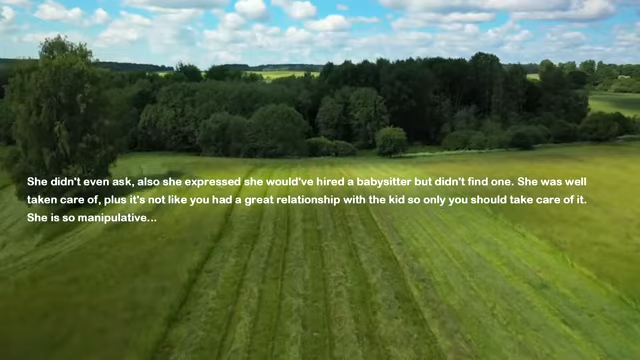 She didn't even ask, also she expressed she would've hired a babysitter but didn't find one. She was well
taken care of, plus it's not like you had a great relationship with the kid so only you should take care of it.
She is so manipulative...